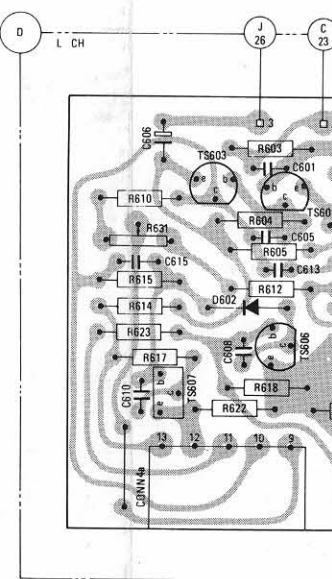 D
L CH
J
26
C
23
3
C606
R603
TS603
C601
e
b
c
b
e
c
R610
R604
TS60
R631
C605
R605
C615
C613
R615
R612
R614
D602
R623
b
TS606
c
C608
e
R617
C610
b
c
e
TS607
R618
R622
CONN4a
13
12
11
10
9